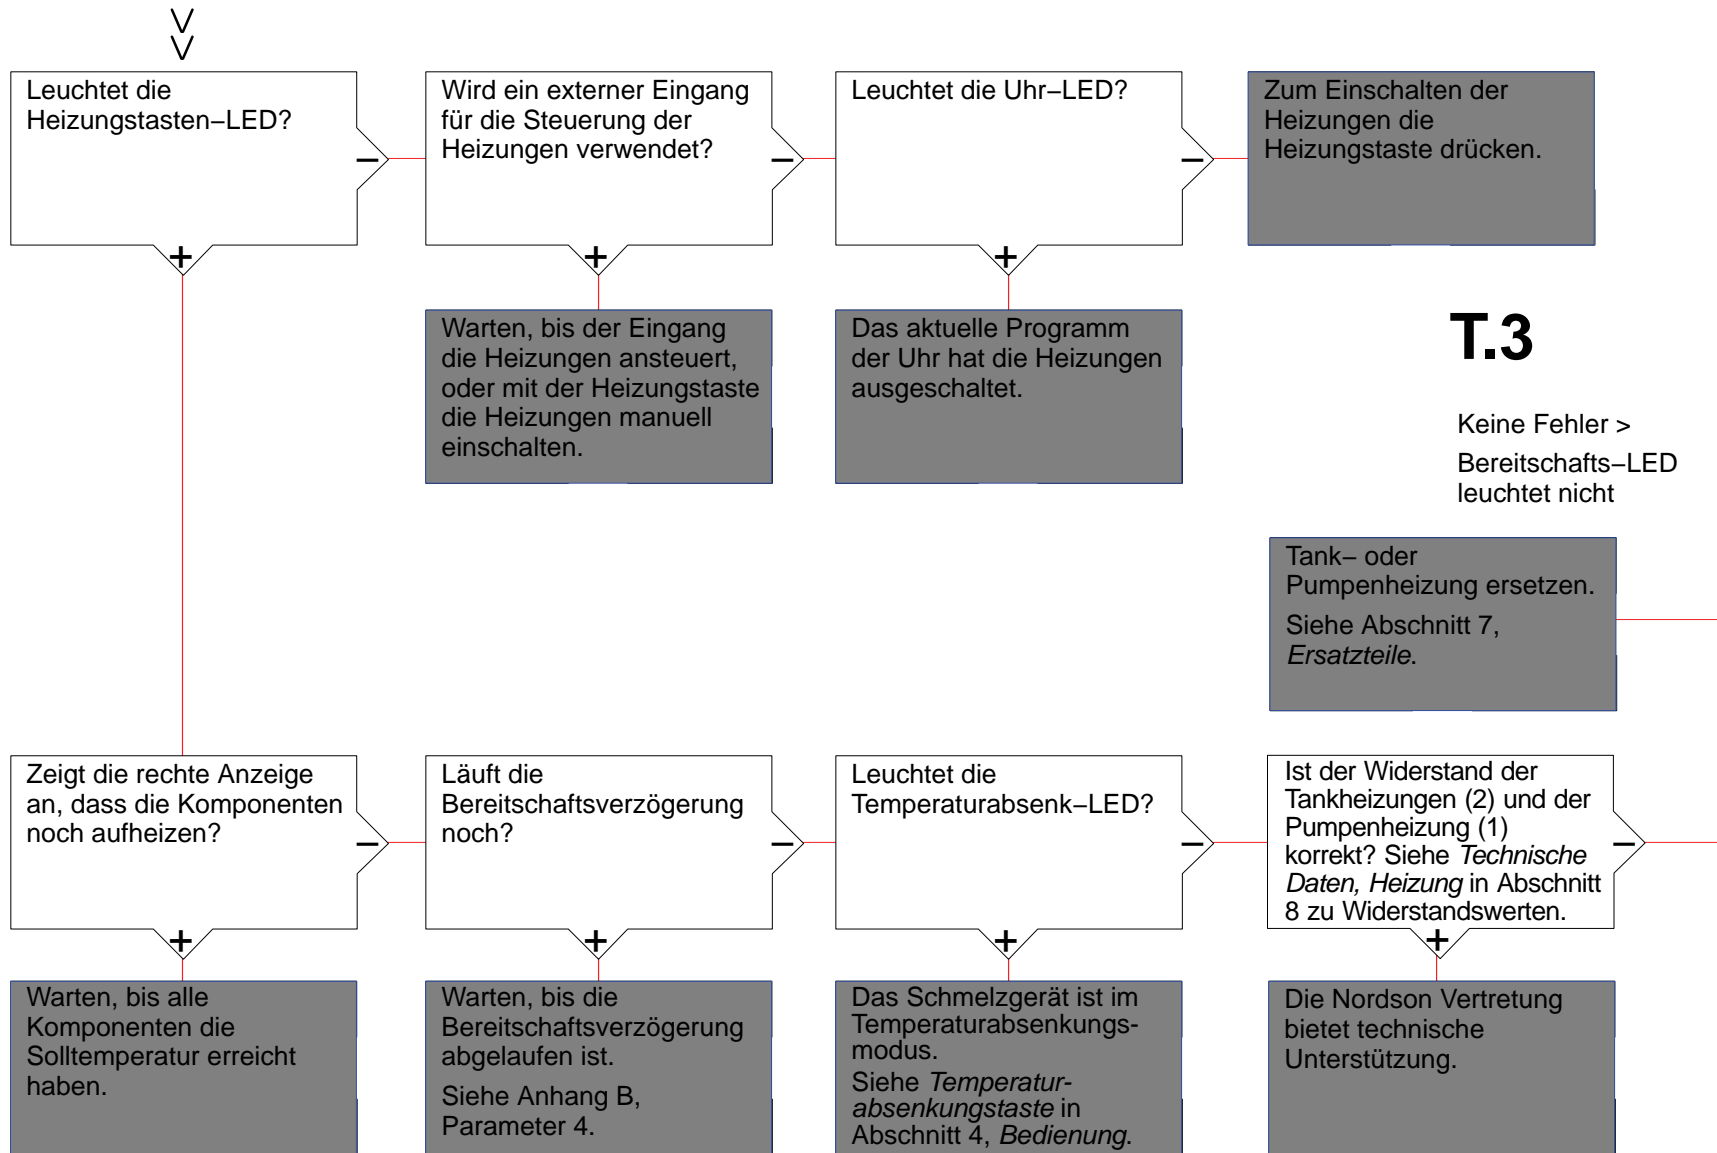 Leuchtet die
Heizungstasten–LED?
–
+
Wird ein externer Eingang
für die Steuerung der
Heizungen verwendet?
–
+
Leuchtet die Uhr–LED?
–
+
Zum Einschalten der
Heizungen die
Heizungstaste drücken.
Warten, bis der Eingang
die Heizungen ansteuert,
oder mit der Heizungstaste
die Heizungen manuell
einschalten.
Das aktuelle Programm
der Uhr hat die Heizungen
ausgeschaltet.
T.3
Keine Fehler >
Bereitschafts–LED
leuchtet nicht
Tank– oder
Pumpenheizung ersetzen.
Siehe Abschnitt 7,
Ersatzteile.
Zeigt die rechte Anzeige
an, dass die Komponenten
noch aufheizen?
–
+
Läuft die
Bereitschaftsverzögerung
noch?
–
+
Leuchtet die
Temperaturabsenk–LED?
–
+
Ist der Widerstand der
Tankheizungen (2) und der
Pumpenheizung (1)
korrekt? Siehe Technische
Daten, Heizung in Abschnitt
8 zu Widerstandswerten.
–
+
Warten, bis alle
Komponenten die
Solltemperatur erreicht
haben.
Warten, bis die
Bereitschaftsverzögerung
abgelaufen ist.
Siehe Anhang B,
Parameter 4.
Das Schmelzgerät ist im
Temperaturabsenkungs-
modus.
Siehe Temperatur-
absenkungstaste in
Abschnitt 4, Bedienung.
Die Nordson Vertretung
bietet technische
Unterstützung.